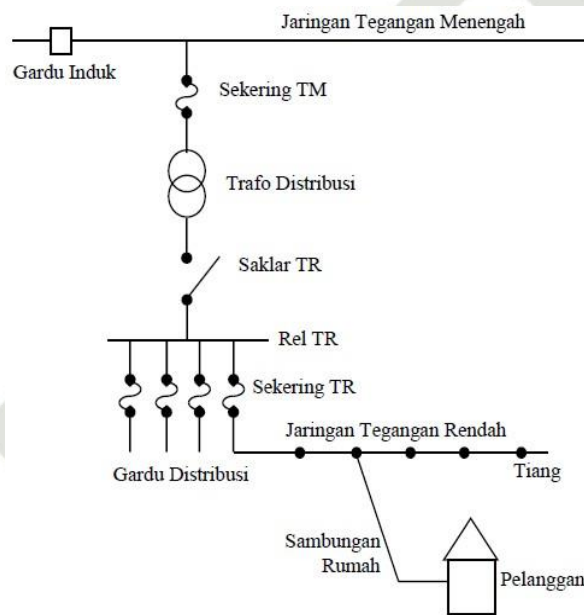 Jaringan Tegangan Menengah
Gardu Induk
Sekering TM
Trafo Distribusi
Saklar TR
Rel TR
Sekering TR
Jaringan Tegangan Rendah
Gardu Distribusi
Tiang
Sambungan
Rumah
Pelanggan